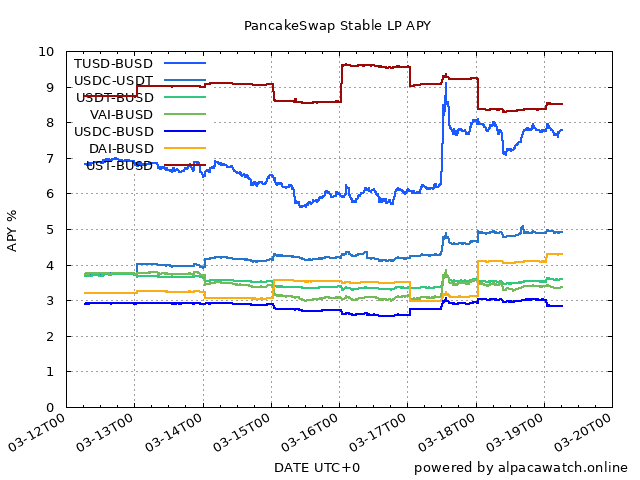 PancakeSwap Stable LP APY
10
9
8
7
6
5
4
3
2
1
0
APY %
TUSD-BUSD
USDC-USDT
USDT-BUSD
VAI-BUSD
USDC-BUSD
DAI-BUSD
UST-BUSD
03-12T00
03-13T00
03-14T00
03-15T00
03-16T00
03-17T00
03-18T00
03-19T00
03-20T00
DATE UTC+0
powered by alpacawatch.online